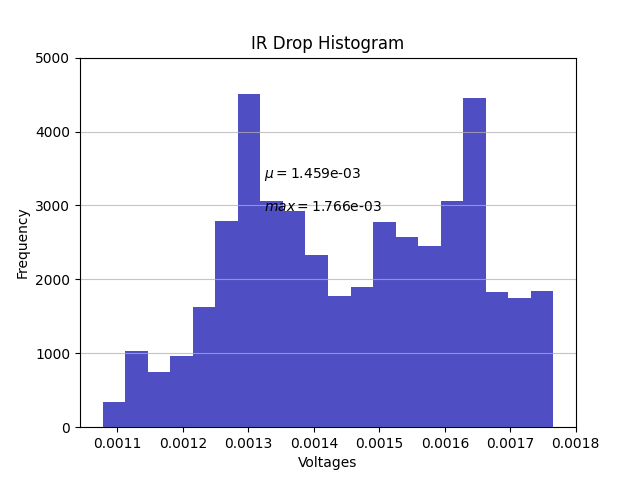 IR Drop Histogram
5000
4000
3000
2000
1000
0
Frequency
μ = 1.459e-03
max = 1.766e-03
0.0011 0.0012 0.0013 0.0014 0.0015 0.0016 0.0017 0.0018
Voltages